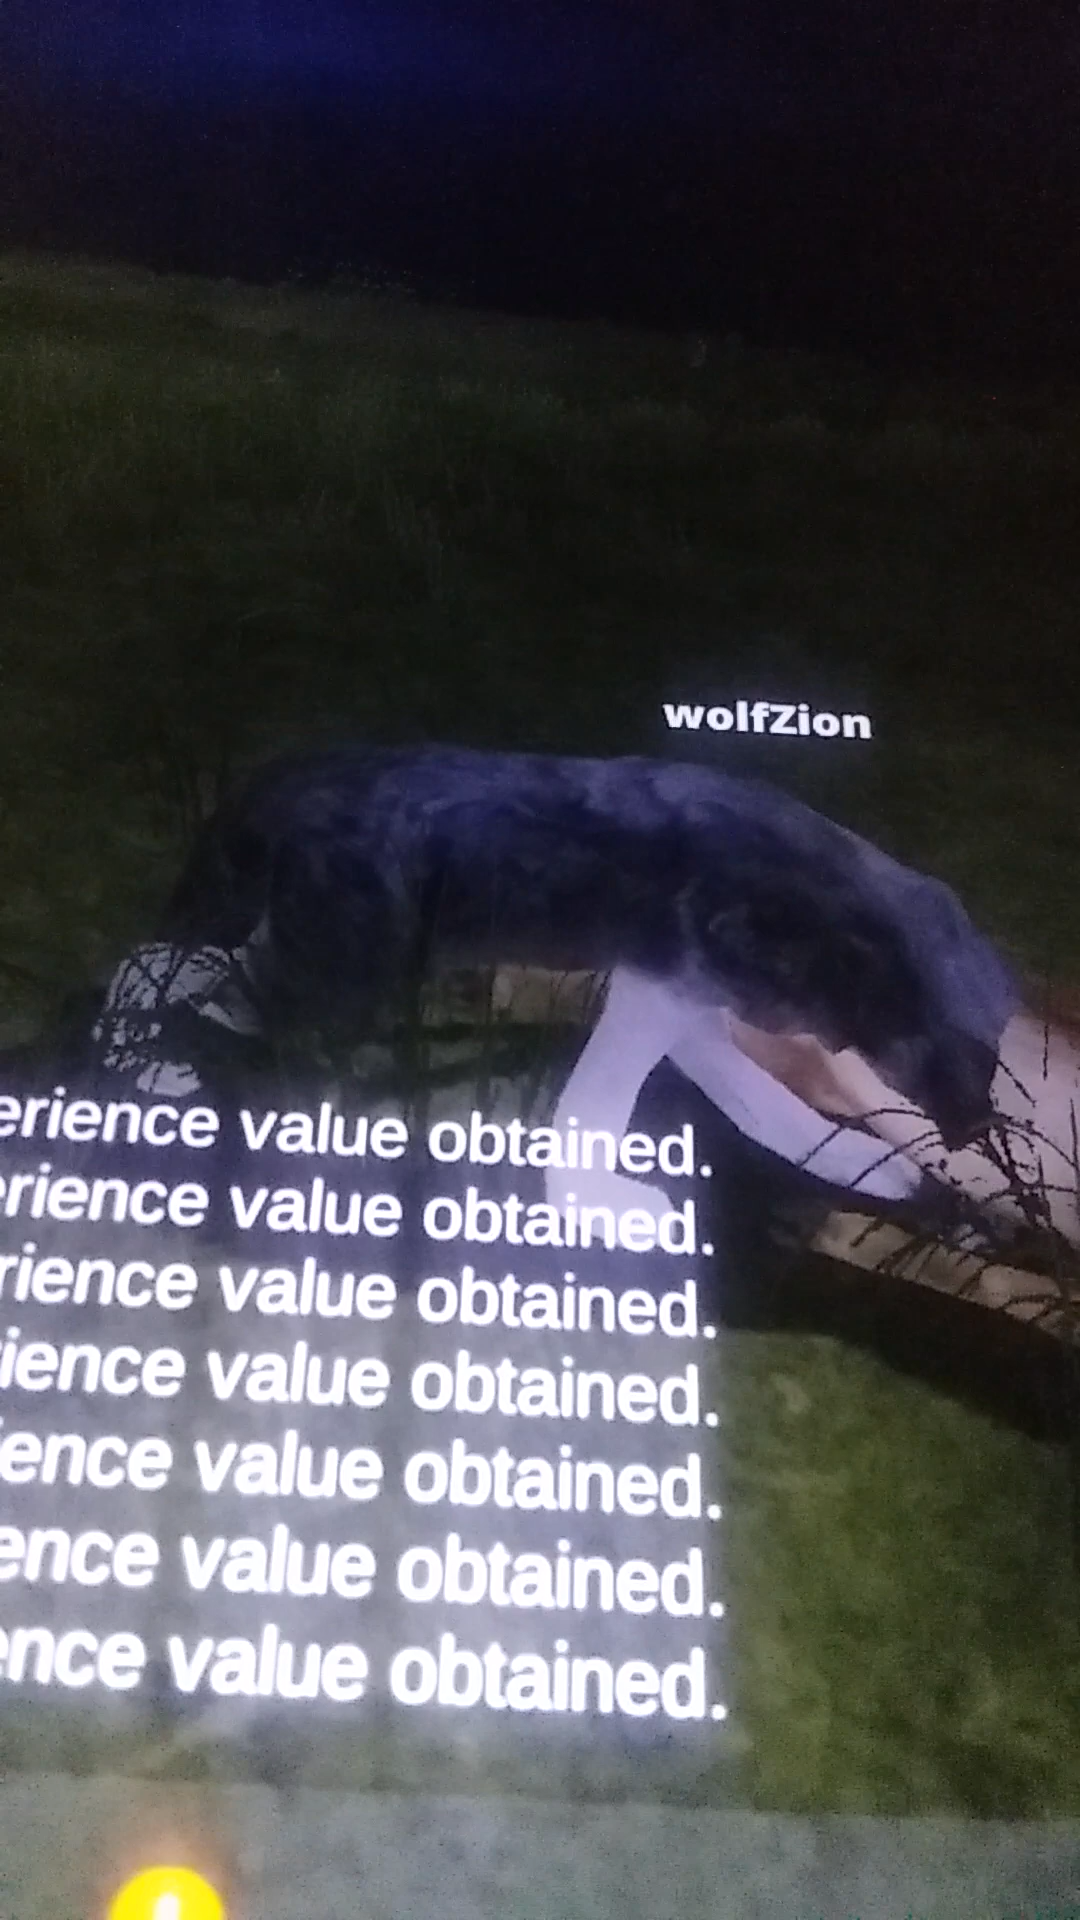 wolfZion
erience value obtained.
erience value obtained.
rience value obtained.
ience value obtained.
ence value obtained.
ence value obtained.
ence value obtained.